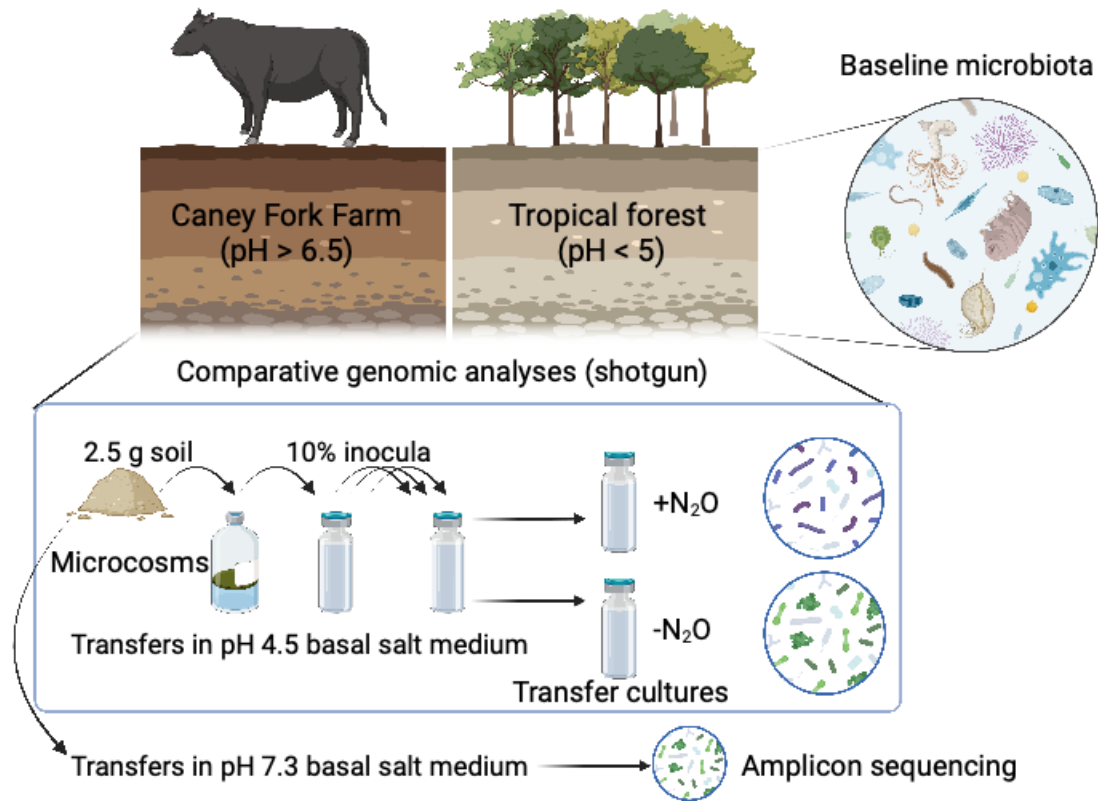 Baseline microbiota
Caney Fork Farm
(pH > 6.5)
Tropical forest
(pH < 5)
Comparative genomic analyses (shotgun)
2.5 g soil
10% inocula
Microcosms
+N₂O
-N₂O
Transfers in pH 4.5 basal salt medium
Transfer cultures
Transfers in pH 7.3 basal salt medium
Amplicon sequencing